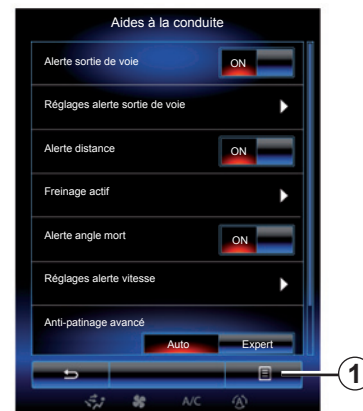 Aides à la conduite
Alerte sortie de voie ON
Réglages alerte sortie de voie
Alerte distance ON
Freinage actif
Alerte angle mort ON
Réglages alerte vitesse
Anti-patinage avancé
Auto Expert
1
A/C A